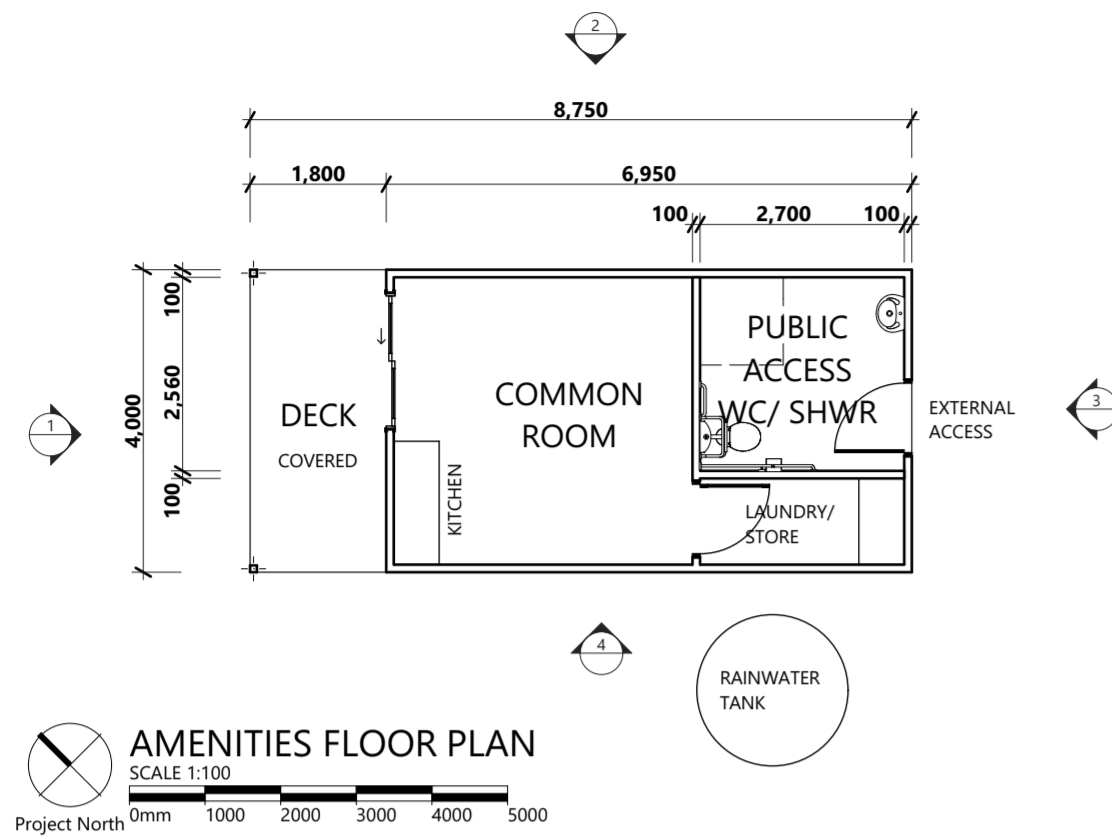 2
8,750
1,800
6,950
100
2,700
100
100
2,560
4,000
100
PUBLIC
ACCESS
WC/ SHWR
COMMON
ROOM
DECK
COVERED
KITCHEN
LAUNDRY/
STORE
EXTERNAL
ACCESS
1
3
4
RAINWATER
TANK
AMENITIES FLOOR PLAN
SCALE 1:100
0mm 1000 2000 3000 4000 5000
Project North